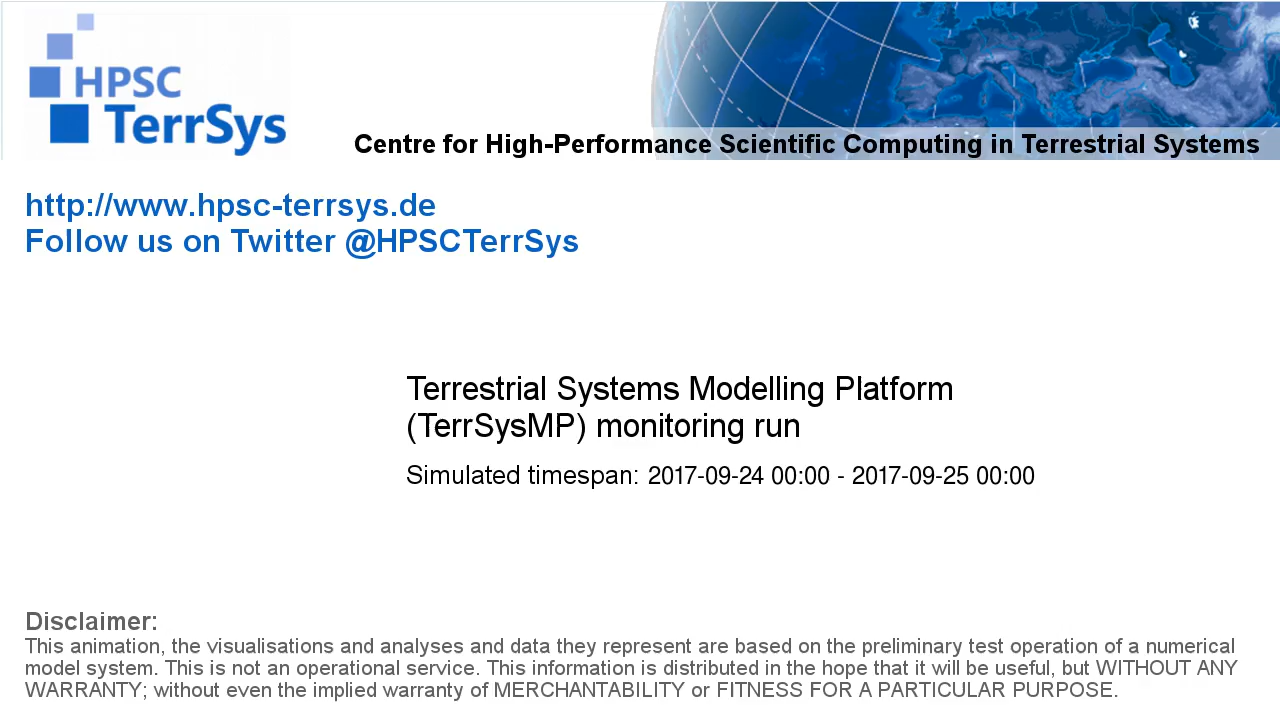 HPSC
TerrSys
Centre for High-Performance Scientific Computing in Terrestrial Systems
http://www.hpsc-terrsys.de
Follow us on Twitter @HPSCTerrSys
Terrestrial Systems Modelling Platform
(TerrSysMP) monitoring run
Simulated timespan: 2017-09-24 00:00 - 2017-09-25 00:00
Disclaimer:
This animation, the visualisations and analyses and data they represent are based on the preliminary test operation of a numerical
model system. This is not an operational service. This information is distributed in the hope that it will be useful, but WITHOUT ANY
WARRANTY; without even the implied warranty of MERCHANTABILITY or FITNESS FOR A PARTICULAR PURPOSE.